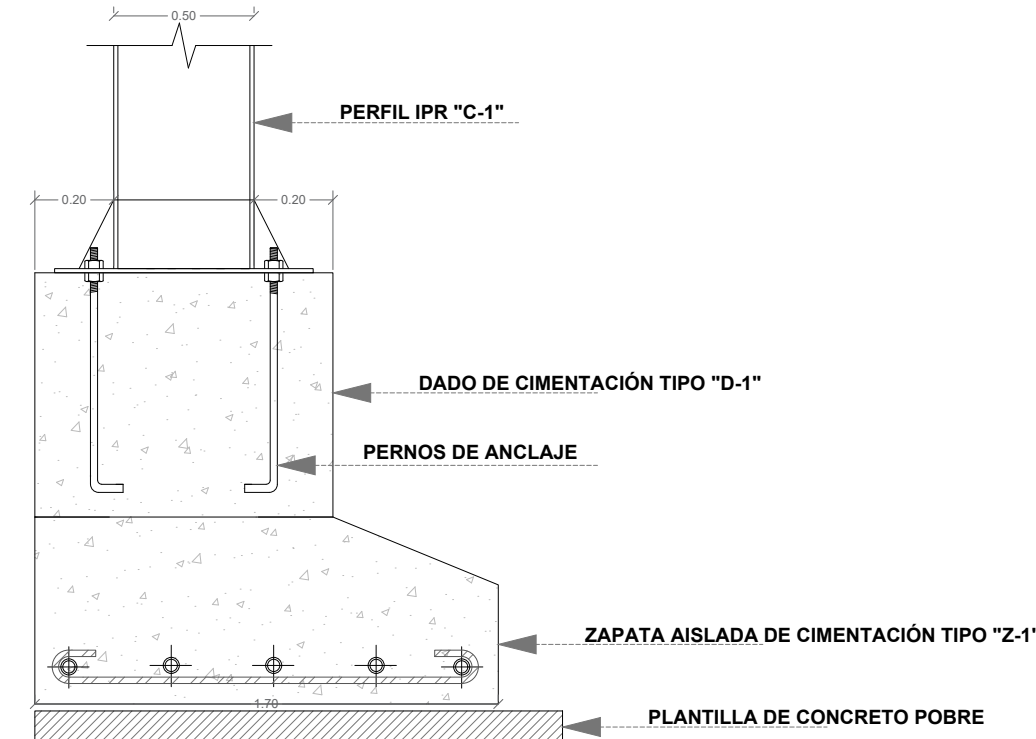 0.50
PERFIL IPR "C-1"
0.20
0.20
DADO DE CIMENTACIÓN TIPO "D-1"
PERNOS DE ANCLAJE
ZAPATA AISLADA DE CIMENTACIÓN TIPO "Z-1"
1.70
PLANTILLA DE CONCRETO POBRE